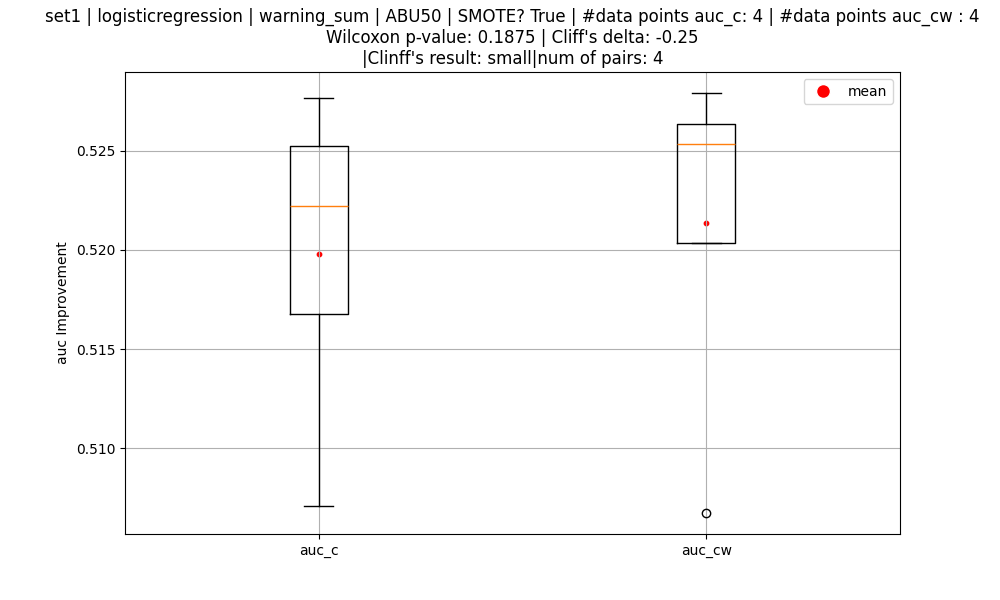 set1 | logisticregression | warning_sum | ABU50 | SMOTE? True | #data points auc_c: 4 | #data points auc_cw : 4
Wilcoxon p-value: 0.1875 | Cliff's delta: -0.25
|Clinff's result: small|num of pairs: 4
mean
0.525
0.520
0.515
0.510
auc Improvement
auc_c
auc_cw